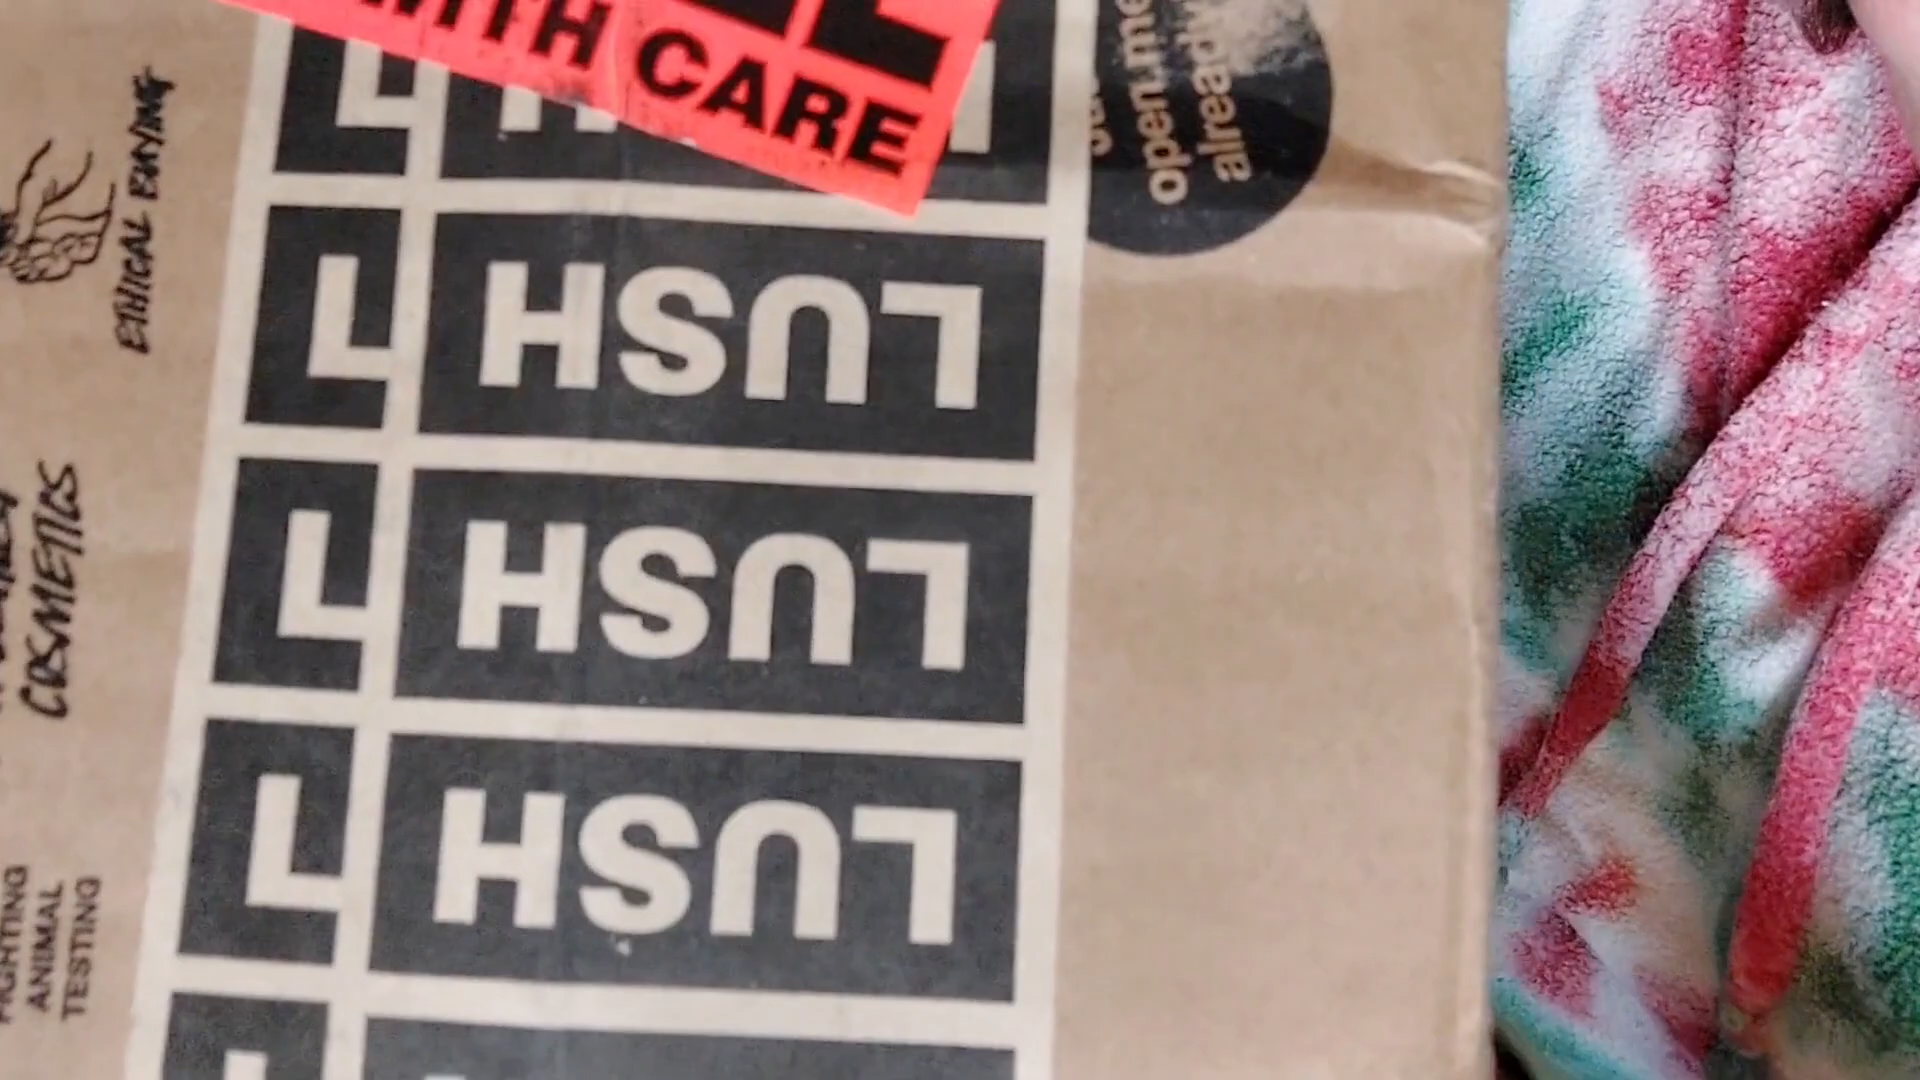 WITH CARE
open me
already
ETHICAL BUYING
COSMETICS
FIGHTING
ANIMAL
TESTING
L LUSH
L LUSH
L LUSH